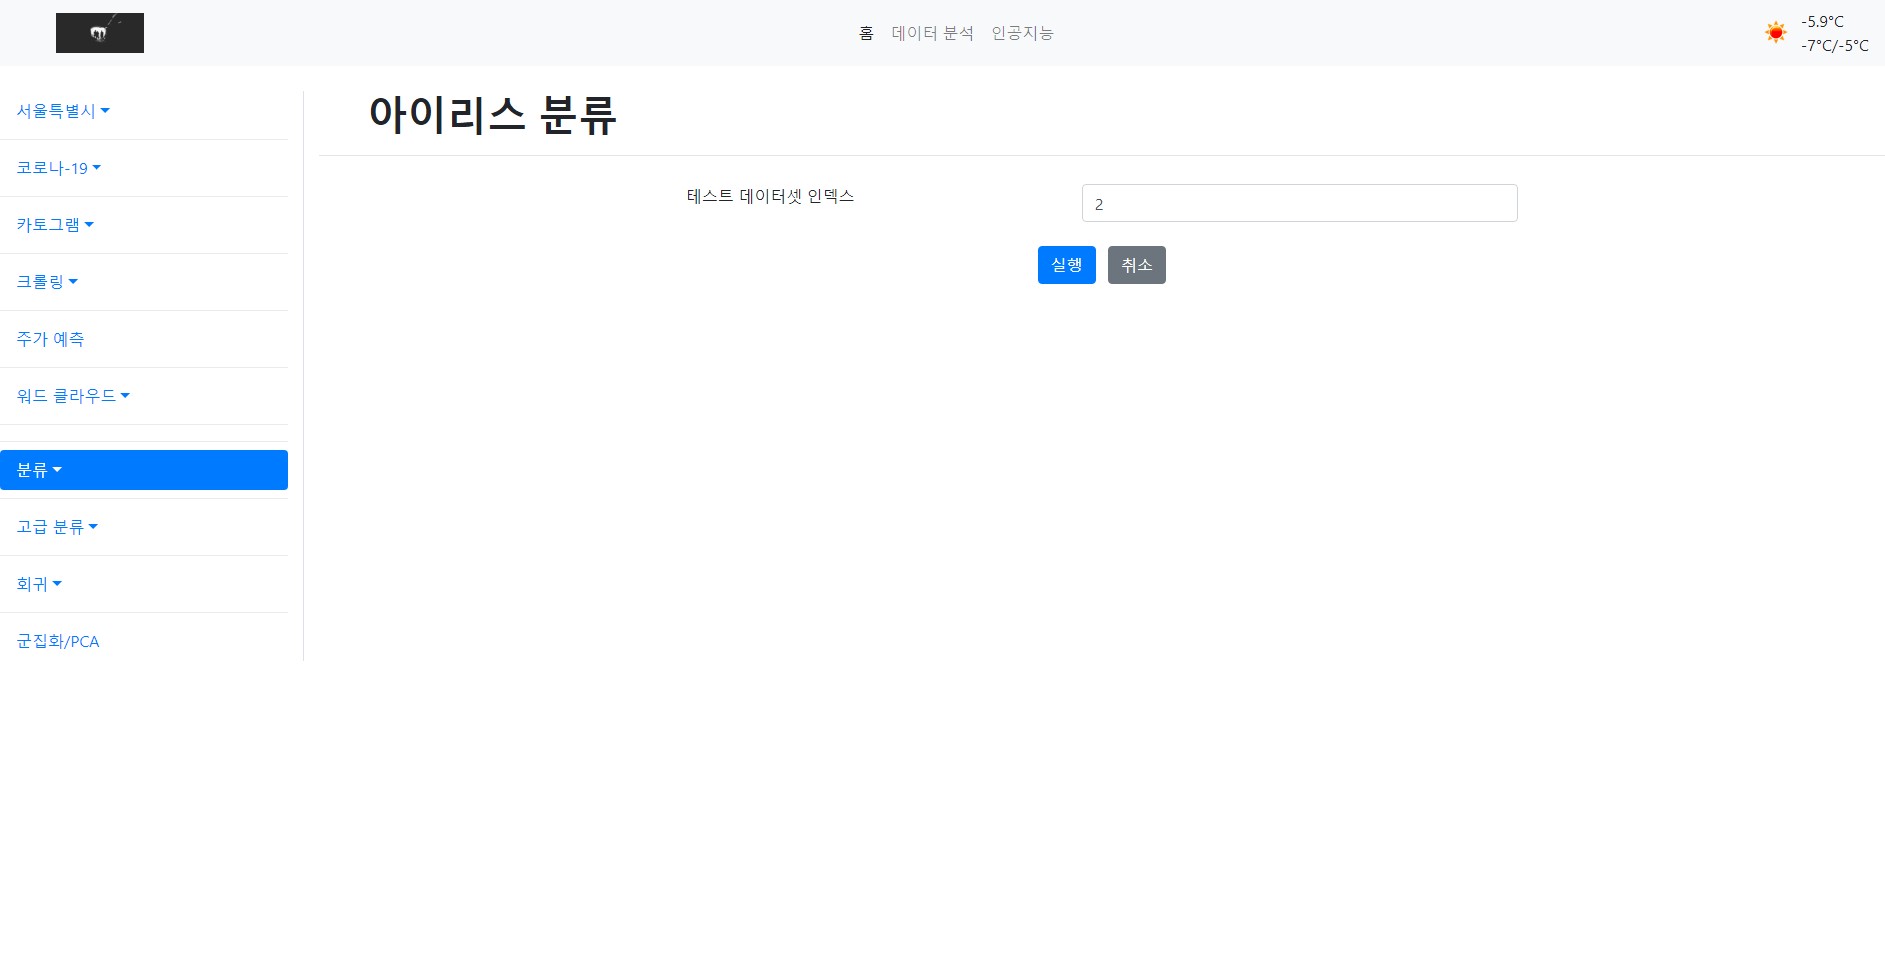 홈 데이터 분석 인공지능
-5.9°C
-7°C/-5°C
서울특별시
코로나-19
카토그램
크롤링
주가 예측
워드 클라우드
분류
고급 분류
회귀
군집화/PCA
아이리스 분류
테스트 데이터셋 인덱스 2
실행 취소